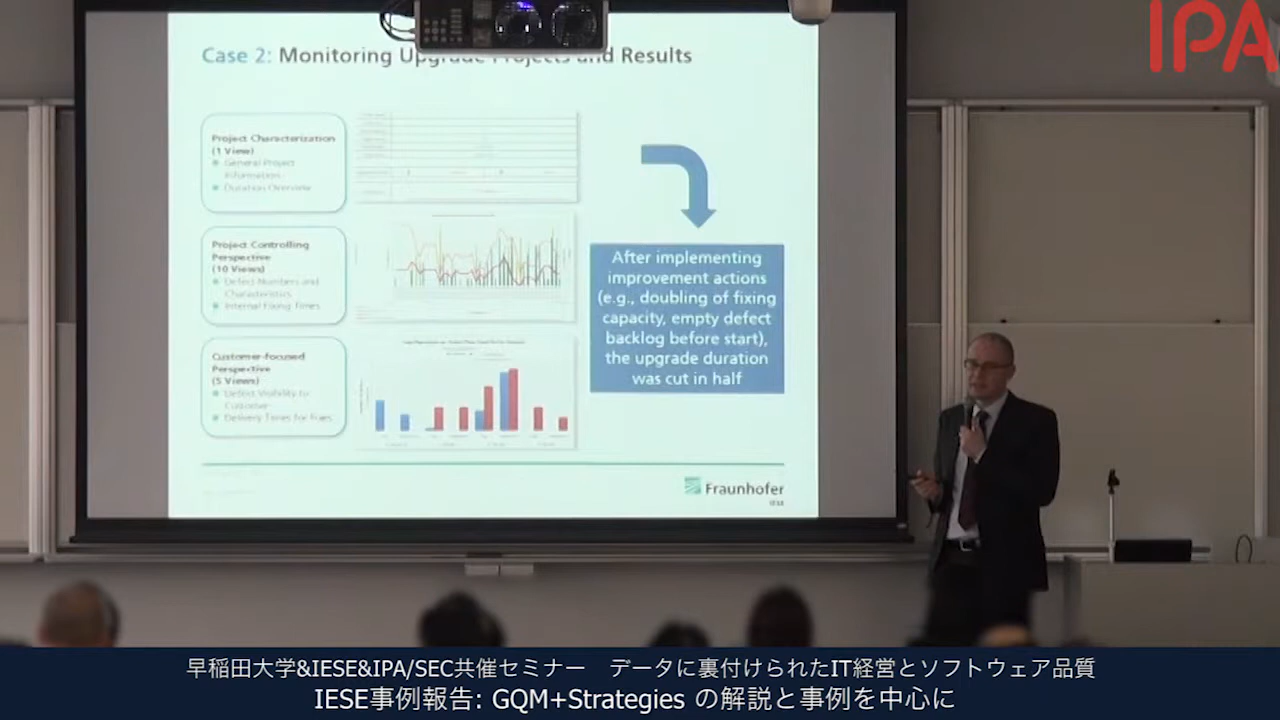 IPA
Case 2: Monitoring Upgrade Projects and Results
Project Characterization
(1 View)
General Project
Information
Duration Overview
Project Controlling
Perspective
(10 Views)
Defect Numbers and
Characteristics
Internal Fixing Times
Customer-focused
Perspective
(5 Views)
Defect Visibility to
Customer
Delivery Times for Fixes
After implementing
improvement actions
(e.g., doubling of fixing
capacity, empty defect
backlog before start),
the upgrade duration
was cut in half
Fraunhofer
IESE
早稲田大学&IESE&IPA/SEC共催セミナー　データに裏付けられたIT経営とソフトウェア品質
IESE事例報告: GQM+Strategies の解説と事例を中心に